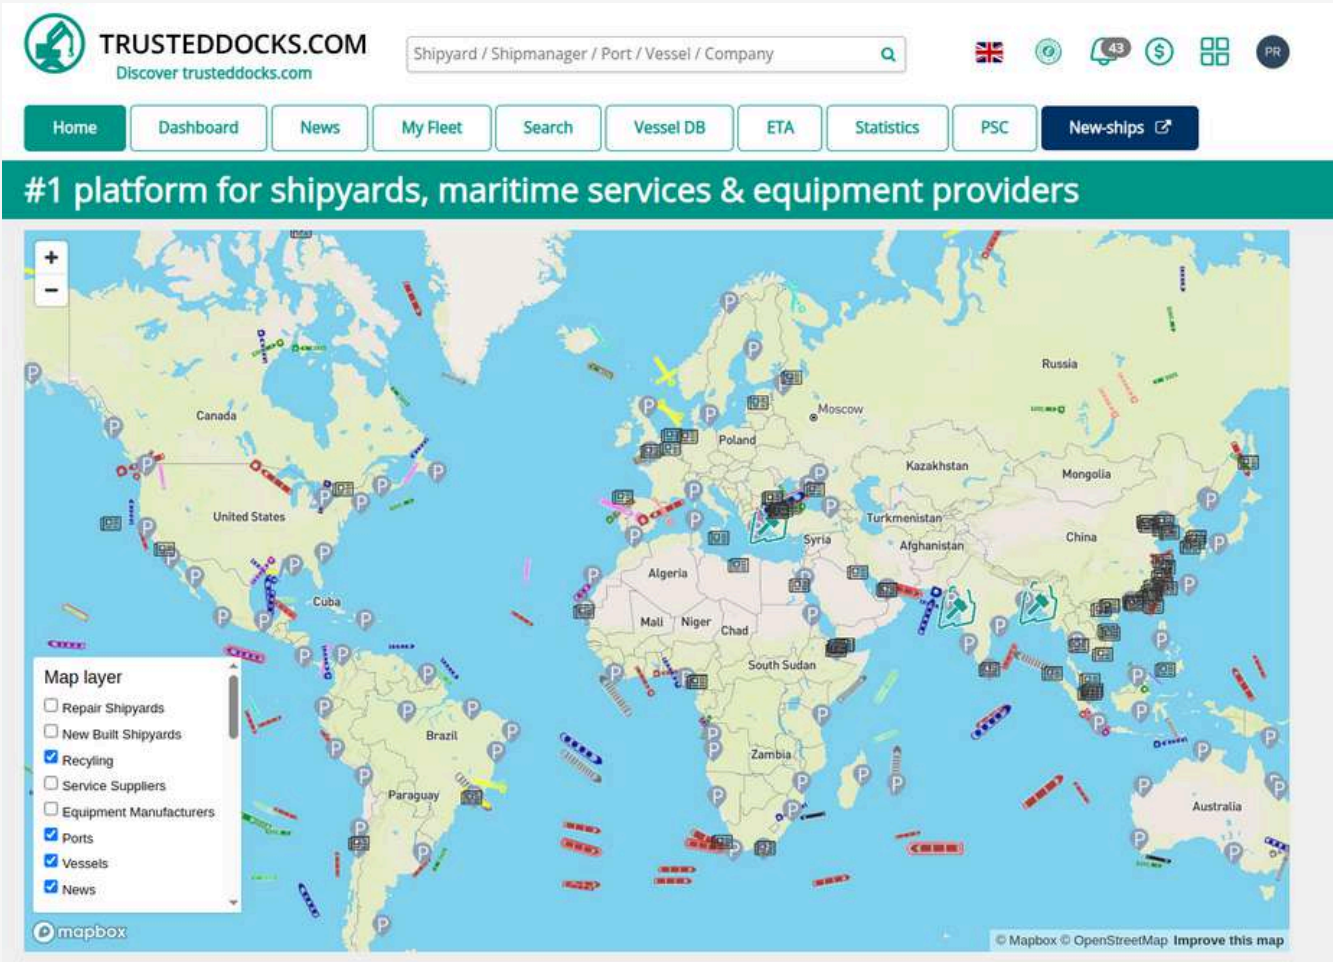 TRUSTEDDOCKS.COM
Discover trusteddocks.com
Shipyard / Shipmanager / Port / Vessel / Company
43
$
PR
Home
Dashboard
News
My Fleet
Search
Vessel DB
ETA
Statistics
PSC
New-ships
#1 platform for shipyards, maritime services & equipment providers
+
−
Russia
Canada
Moscow
Poland
Kazakhstan
Mongolia
United States
Turkmenistan
China
Syria
Afghanistan
Algeria
Cuba
Mali
Niger
Chad
South Sudan
Brazil
Zambia
Paraguay
Australia
Map layer
Repair Shipyards
New Built Shipyards
Recyling
Service Suppliers
Equipment Manufacturers
Ports
Vessels
News
mapbox
© Mapbox © OpenStreetMap Improve this map